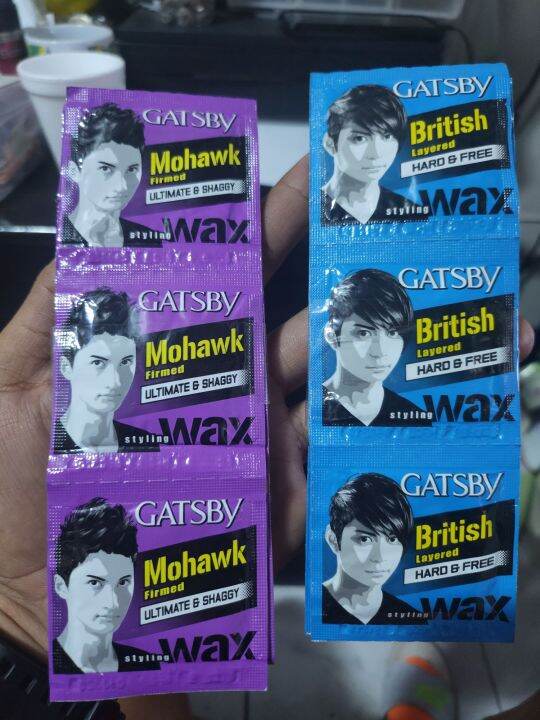 GATSBY
Mohawk
Firmed
ULTIMATE & SHAGGY
styling wax
GATSBY
Mohawk
Firmed
ULTIMATE & SHAGGY
styling wax
GATSBY
Mohawk
Firmed
ULTIMATE & SHAGGY
styling wax
GATSBY
British
Layered
HARD & FREE
styling wax
GATSBY
British
Layered
HARD & FREE
styling wax
GATSBY
British
Layered
HARD & FREE
styling wax